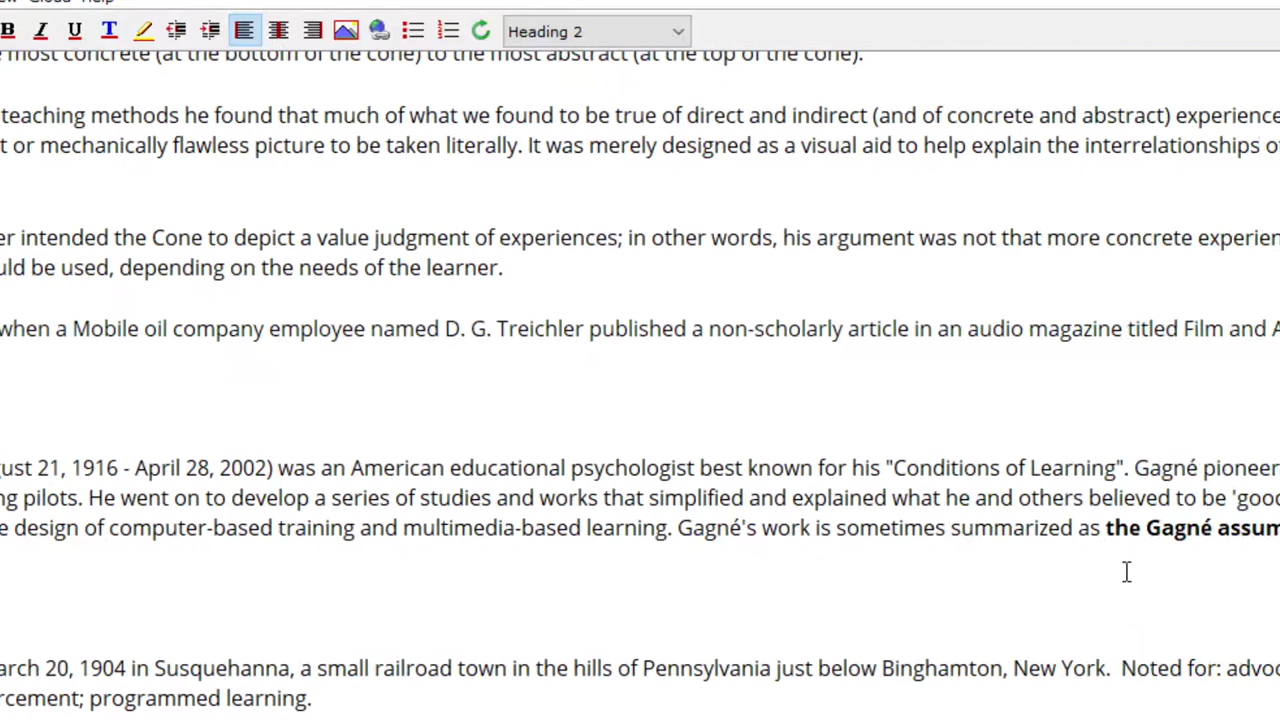 Cloud Help
B I U T Heading 2
most concrete (at the bottom of the cone) to the most abstract (at the top of the cone).
teaching methods he found that much of what we found to be true of direct and indirect (and of concrete and abstract) experience
t or mechanically flawless picture to be taken literally. It was merely designed as a visual aid to help explain the interrelationships o
er intended the Cone to depict a value judgment of experiences; in other words, his argument was not that more concrete experien
uld be used, depending on the needs of the learner.
when a Mobile oil company employee named D. G. Treichler published a non-scholarly article in an audio magazine titled Film and A
gust 21, 1916 - April 28, 2002) was an American educational psychologist best known for his "Conditions of Learning". Gagné pioneer
ng pilots. He went on to develop a series of studies and works that simplified and explained what he and others believed to be 'good
e design of computer-based training and multimedia-based learning. Gagné's work is sometimes summarized as the Gagné assum
arch 20, 1904 in Susquehanna, a small railroad town in the hills of Pennsylvania just below Binghamton, New York. Noted for: advoc
rcement; programmed learning.